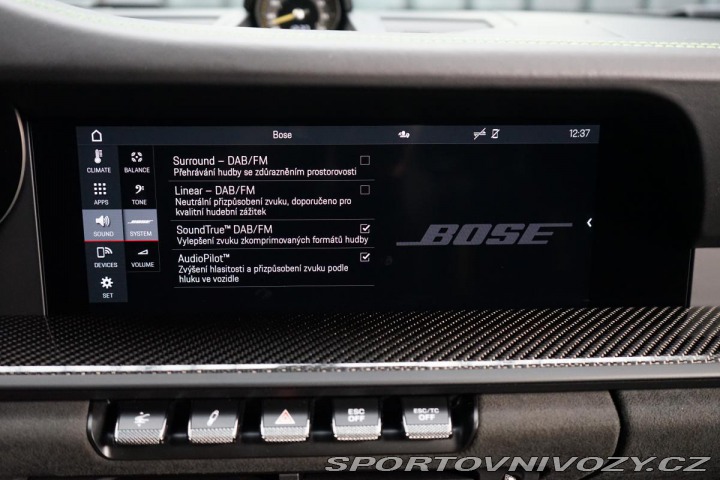 Bose
12:37
CLIMATE
APPS
SOUND
DEVICES
SET
BALANCE
TONE
SYSTEM
VOLUME
Surround – DAB/FM
Přehrávání hudby se zdůrazněním prostorovosti
Linear – DAB/FM
Neutrální přizpůsobení zvuku, doporučeno pro
kvalitní hudební zážitek
SoundTrue™ DAB/FM
Vylepšení zvuku zkomprimovaných formátů hudby
AudioPilot™
Zvýšení hlasitosti a přizpůsobení zvuku podle
hluku ve vozidle
BOSE
ESC
OFF
ESC/TC
OFF
SPORTOVNIVOZY.CZ